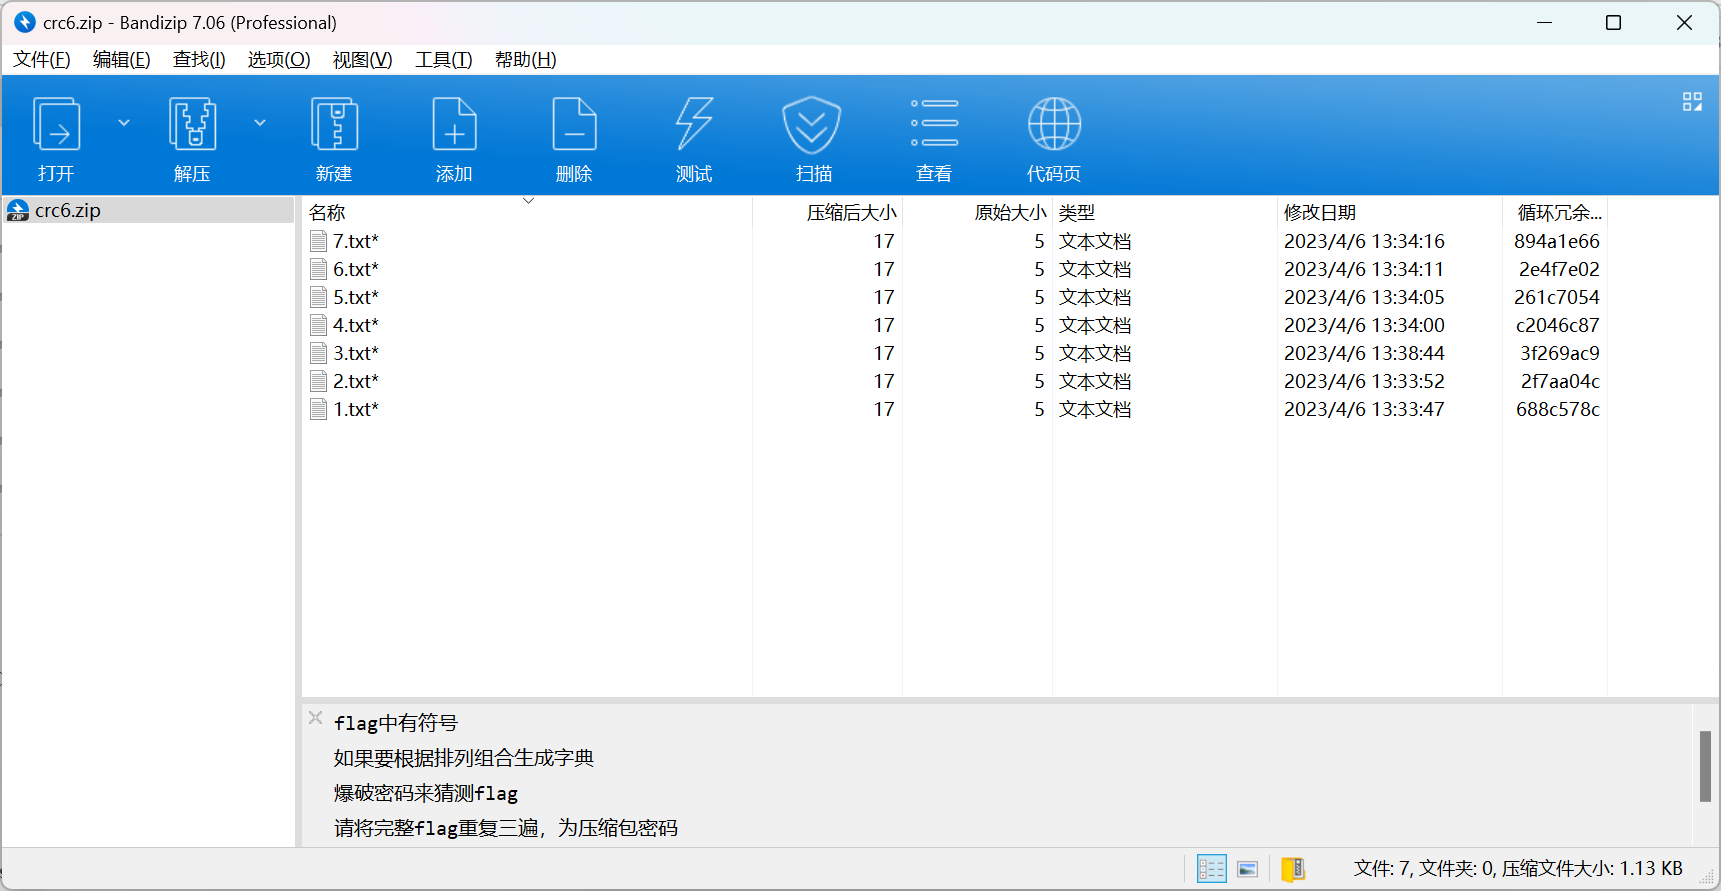 crc6.zip - Bandizip 7.06 (Professional)
文件(F) 编辑(E) 查找(I) 选项(O) 视图(V) 工具(T) 帮助(H)
打开 解压 新建 添加 删除 测试 扫描 查看 代码页
crc6.zip
名称 压缩后大小 原始大小 类型 修改日期 循环冗余...
7.txt* 17 5 文本文档 2023/4/6 13:34:16 894a1e66
6.txt* 17 5 文本文档 2023/4/6 13:34:11 2e4f7e02
5.txt* 17 5 文本文档 2023/4/6 13:34:05 261c7054
4.txt* 17 5 文本文档 2023/4/6 13:34:00 c2046c87
3.txt* 17 5 文本文档 2023/4/6 13:38:44 3f269ac9
2.txt* 17 5 文本文档 2023/4/6 13:33:52 2f7aa04c
1.txt* 17 5 文本文档 2023/4/6 13:33:47 688c578c
flag中有符号
如果要根据排列组合生成字典
爆破密码来猜测flag
请将完整flag重复三遍，为压缩包密码
文件: 7, 文件夹: 0, 压缩文件大小: 1.13 KB